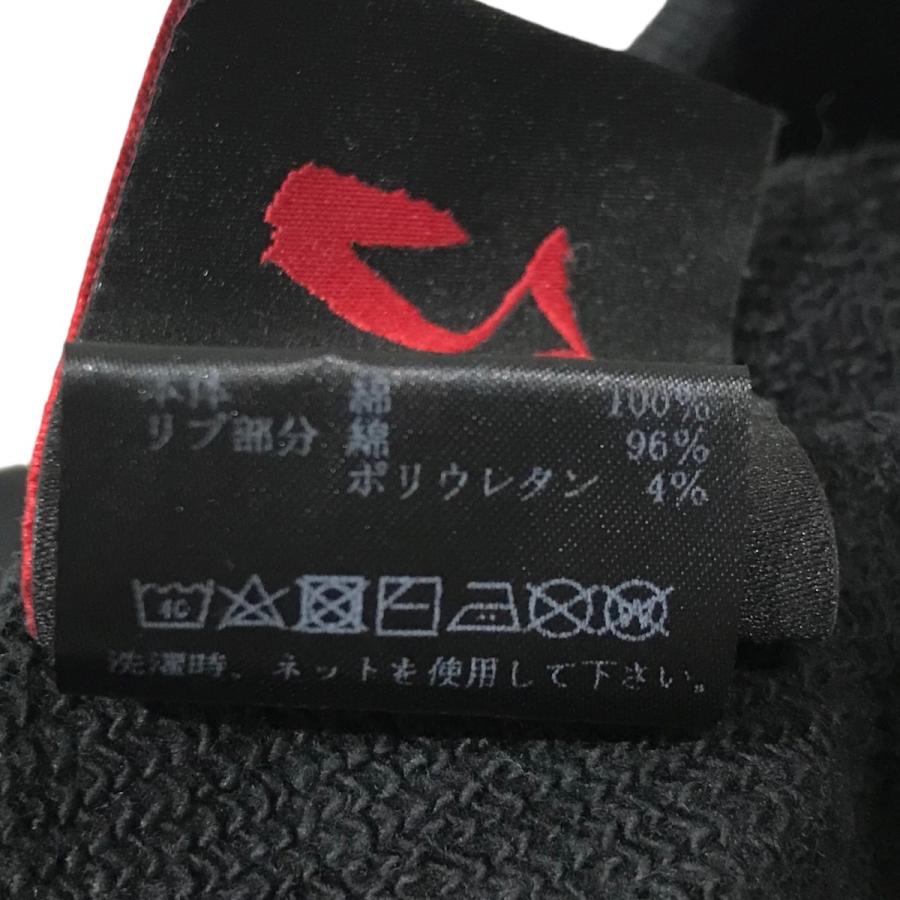 本体 綿 100%
リブ部分 綿 96%
ポリウレタン 4%
40
洗濯時、ネットを使用して下さい。